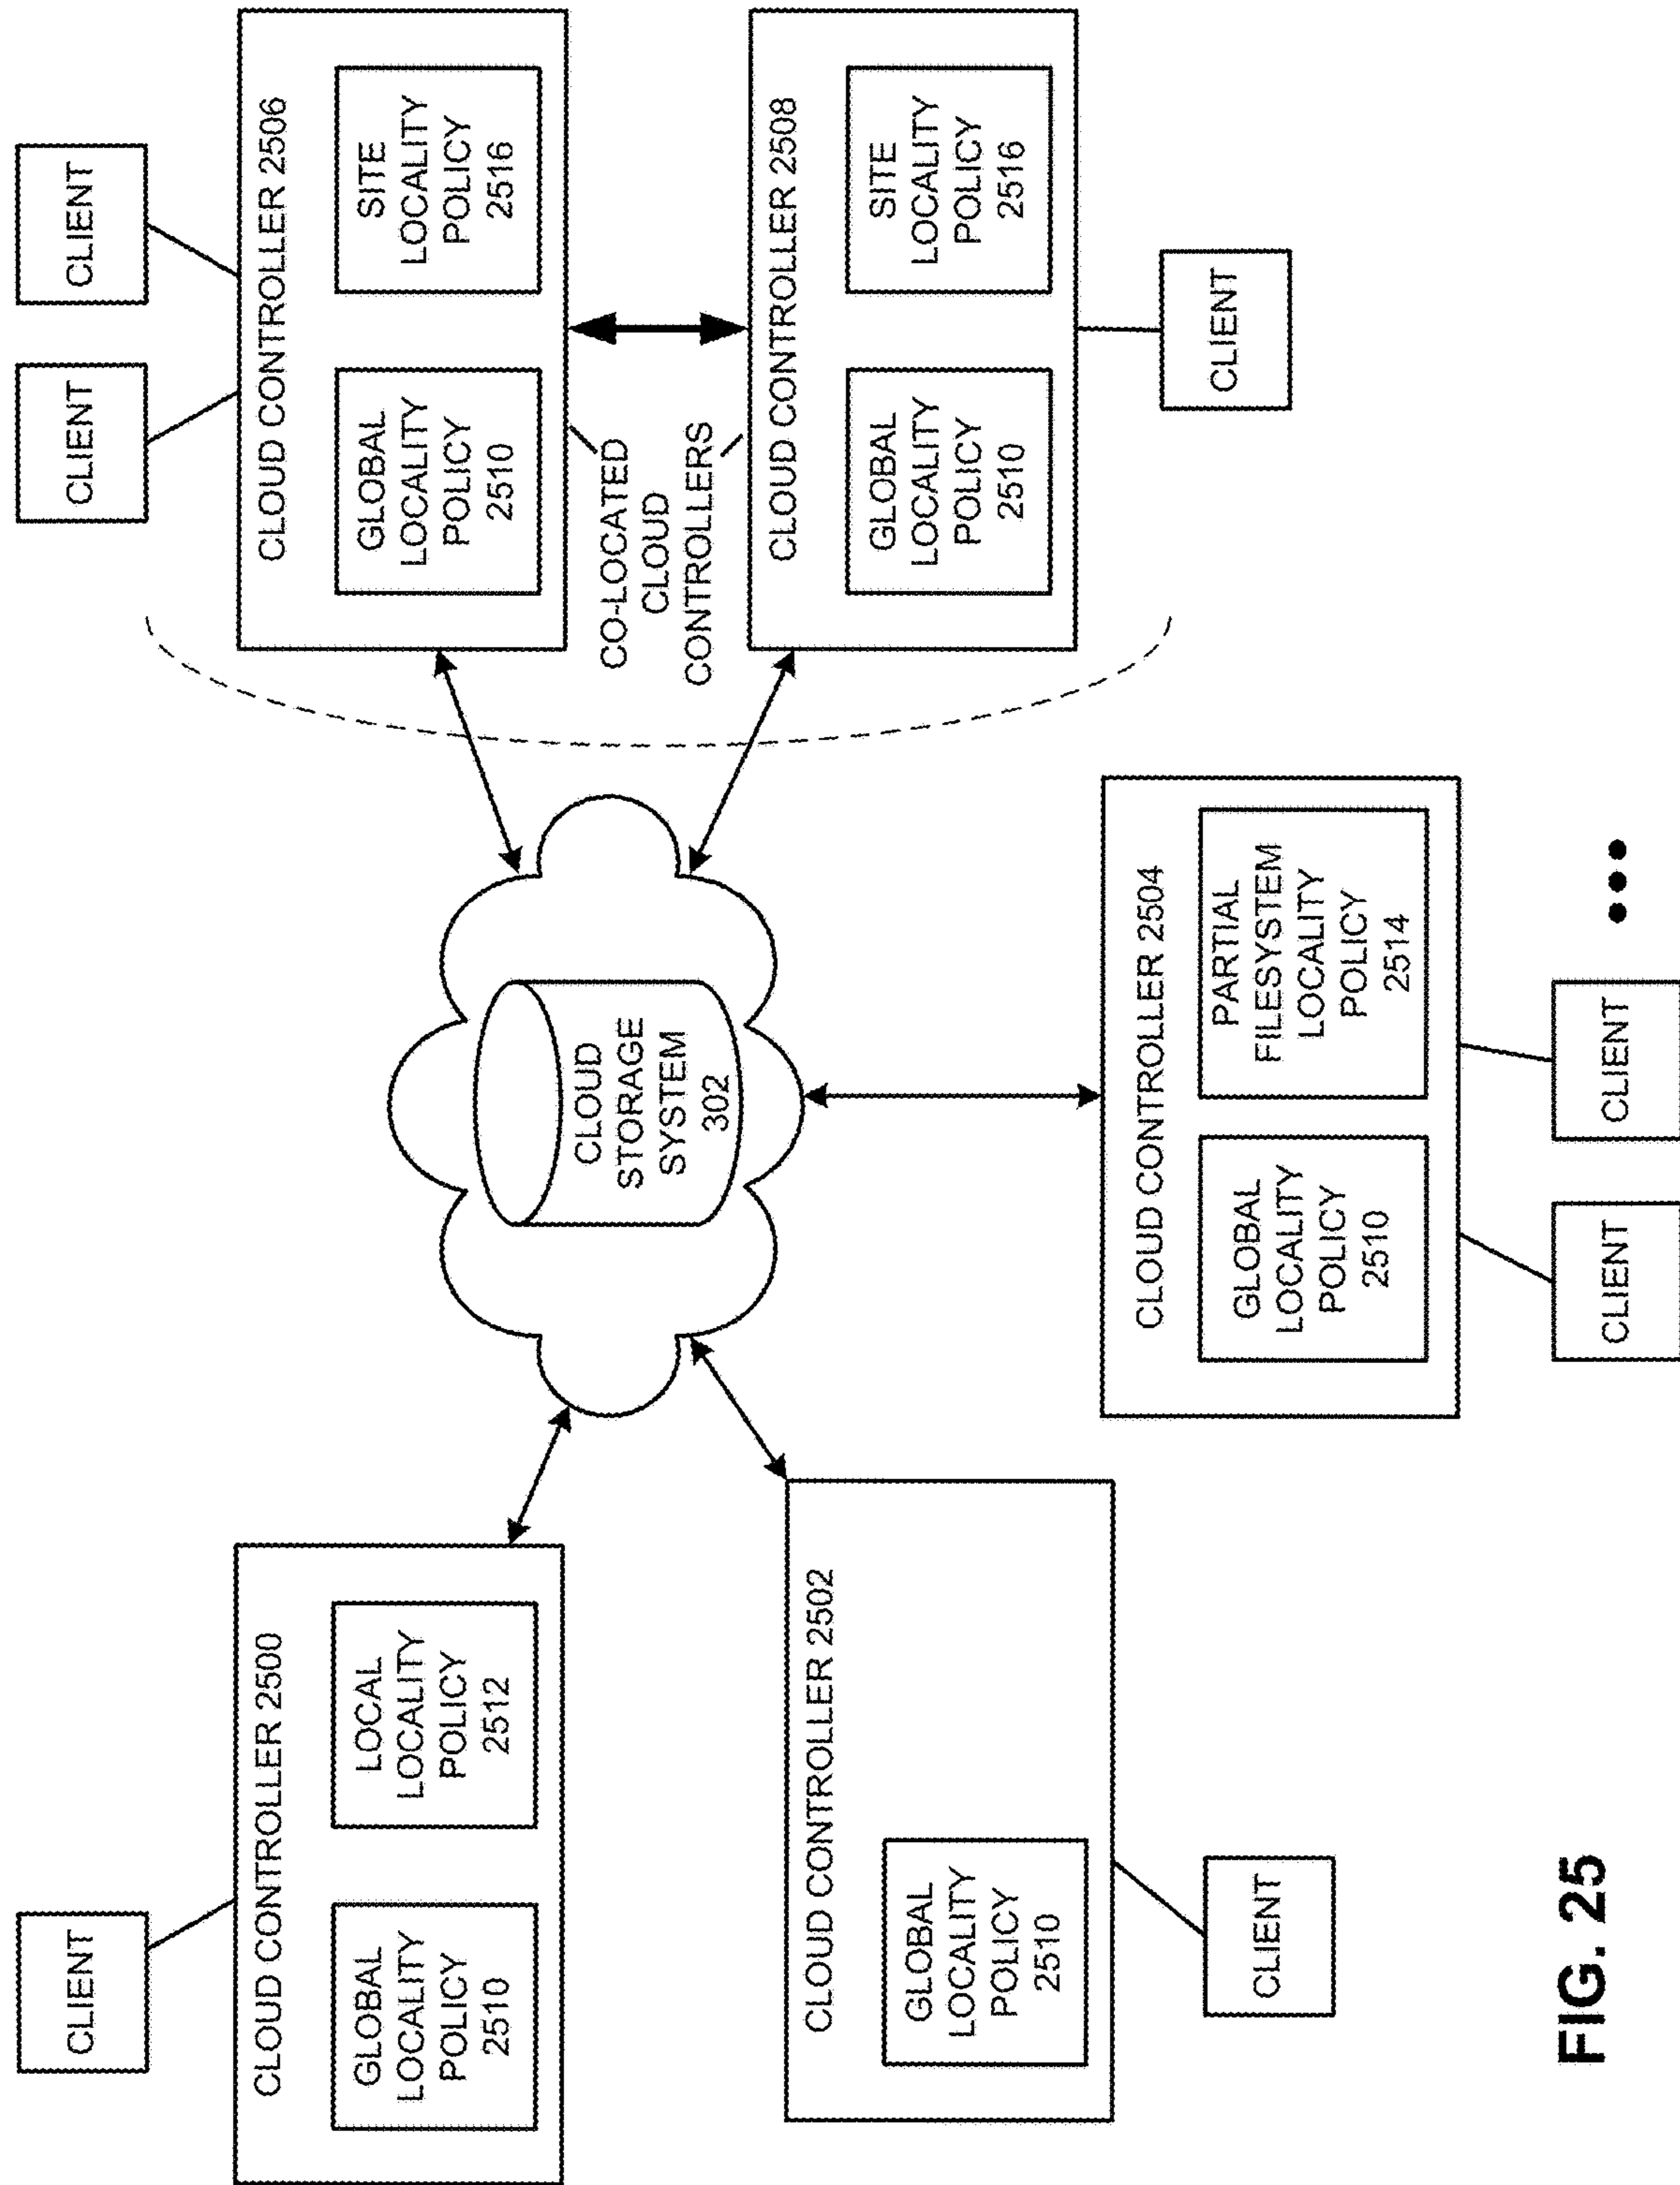 CLIENT
CLOUD CONTROLLER 2500
GLOBAL
LOCALITY
POLICY
2510
LOCAL
LOCALITY
POLICY
2512
CLOUD CONTROLLER 2502
GLOBAL
LOCALITY
POLICY
2510
CLIENT
CLOUD
STORAGE
SYSTEM
302
CLOUD CONTROLLER 2504
GLOBAL
LOCALITY
POLICY
2510
PARTIAL
FILESYSTEM
LOCALITY
POLICY
2514
CLIENT
CLIENT
CLIENT
CLIENT
CLOUD CONTROLLER 2506
GLOBAL
LOCALITY
POLICY
2510
SITE
LOCALITY
POLICY
2516
CO-LOCATED
CLOUD
CONTROLLERS
CLOUD CONTROLLER 2508
GLOBAL
LOCALITY
POLICY
2510
SITE
LOCALITY
POLICY
2516
CLIENT
FIG. 25